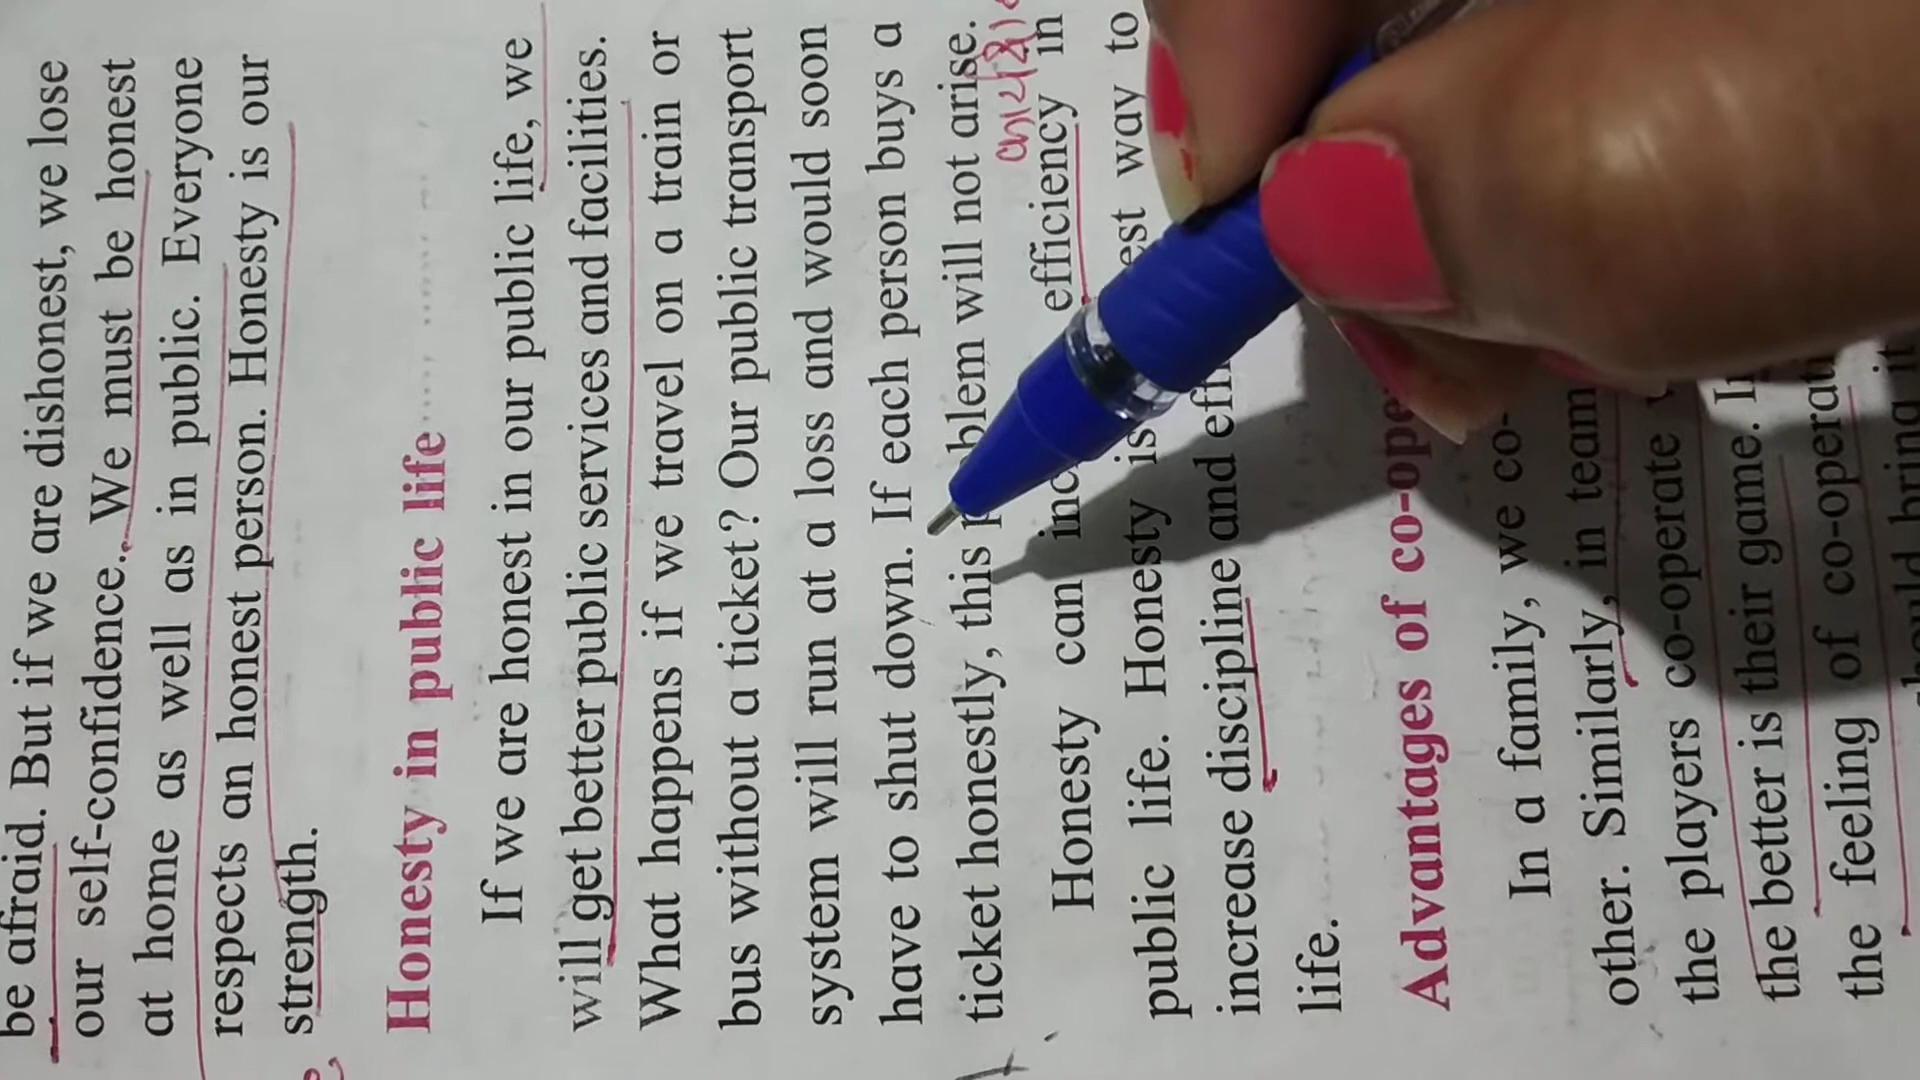 be afraid. But if we are dishonest, we lose
our self-confidence. We must be honest
at home as well as in public. Everyone
respects an honest person. Honesty is our
strength.
Honesty in public life
If we are honest in our public life, we
will get better public services and facilities.
What happens if we travel on a train or
bus without a ticket? Our public transport
system will run at a loss and would soon
have to shut down. If each person buys a
ticket honestly, this will not arise.
Honesty can efficiency in
public life. Honesty is way to
increase discipline and
life.
Advantages of
In a family, we co-
other. Similarly, in team
the players co-operate
the better is their game.
the feeling of
should bring